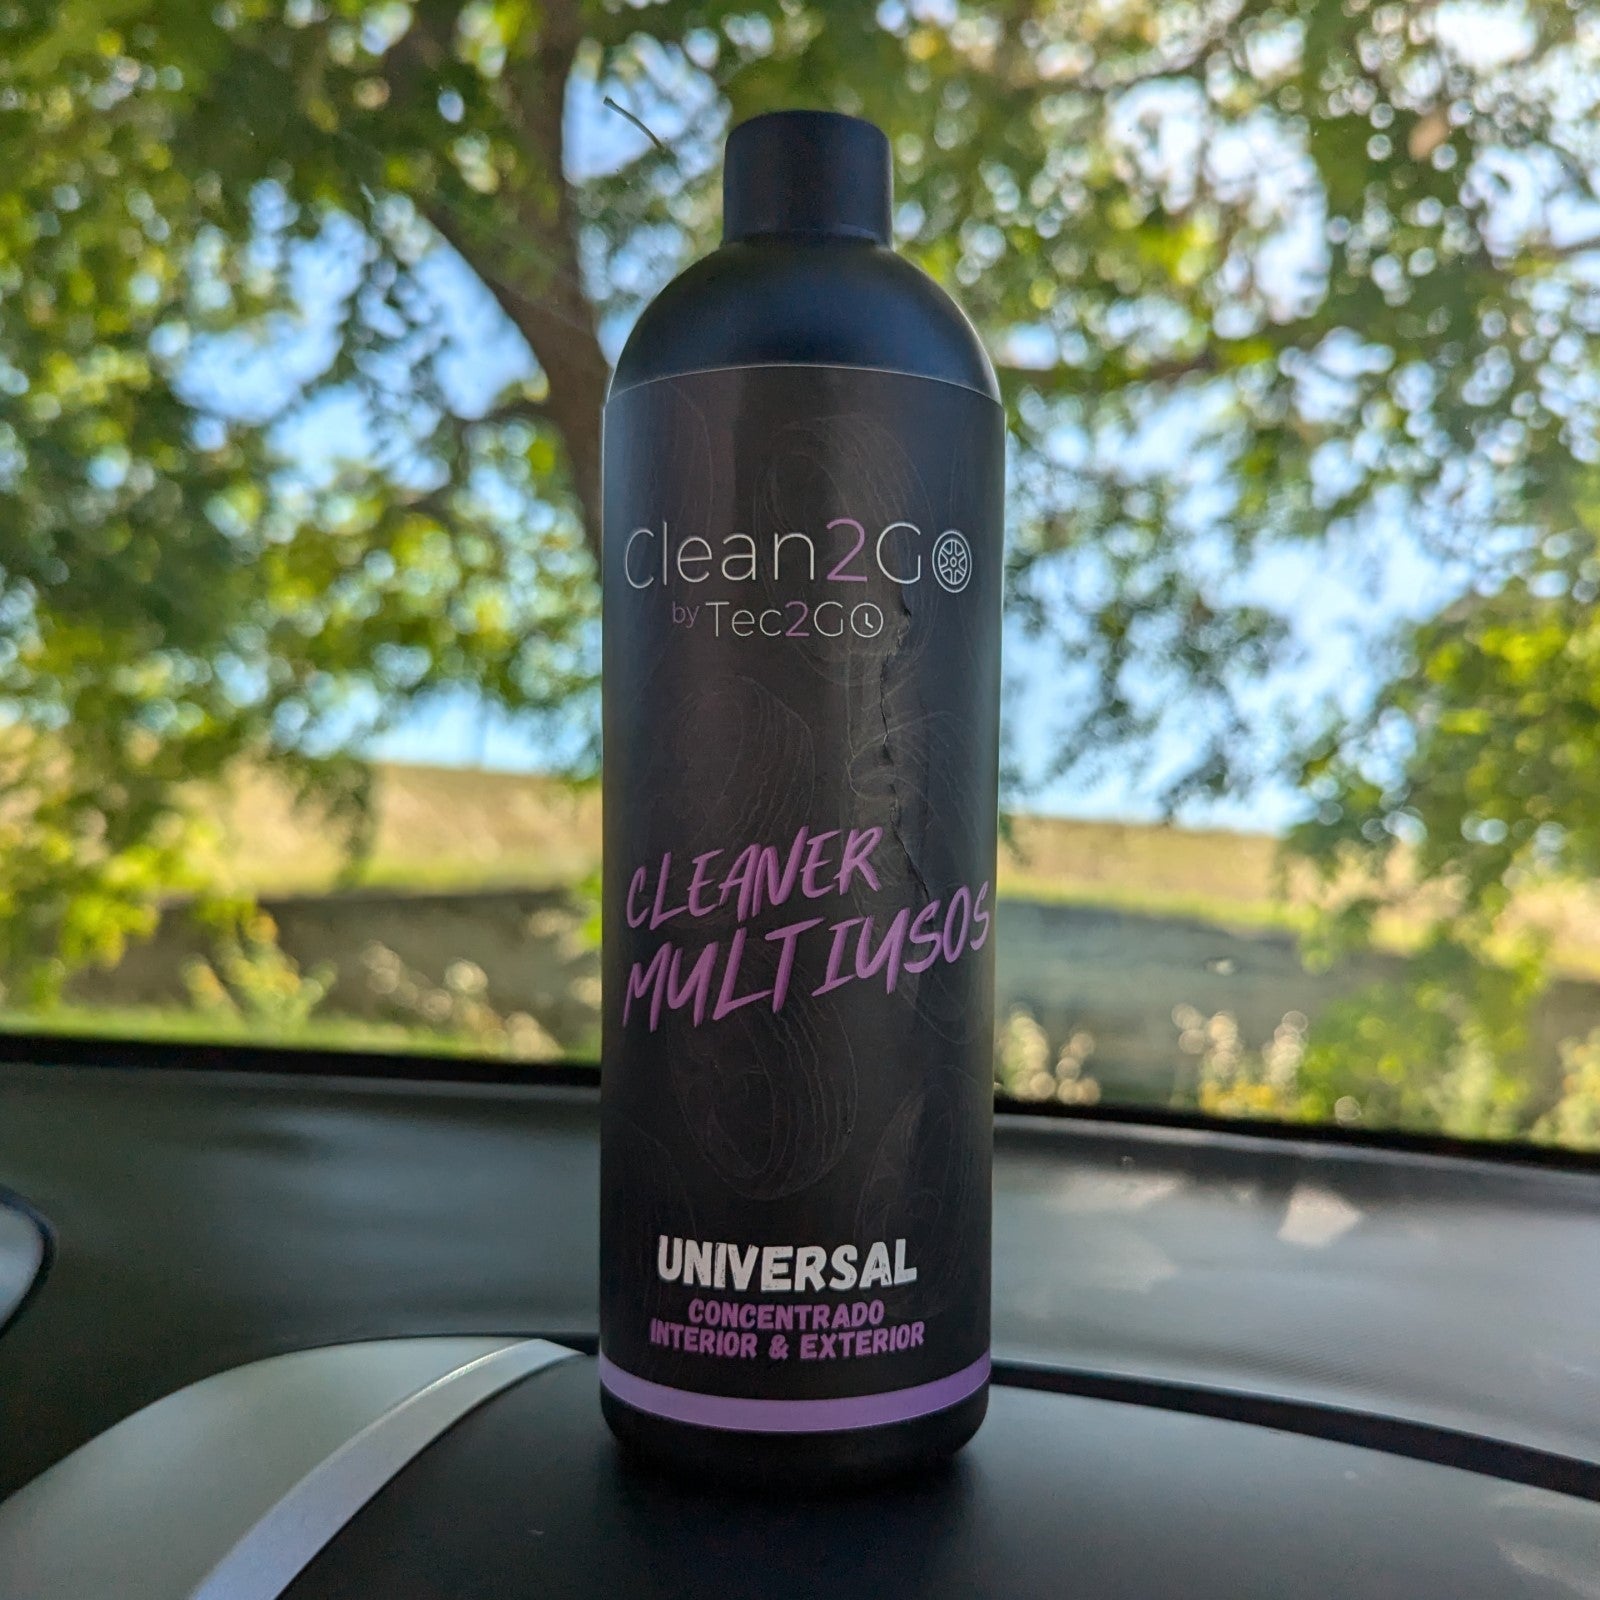 Clean2GO
by Tec2GO
CLEANER
MULTIUSOS
UNIVERSAL
CONCENTRADO
INTERIOR & EXTERIOR